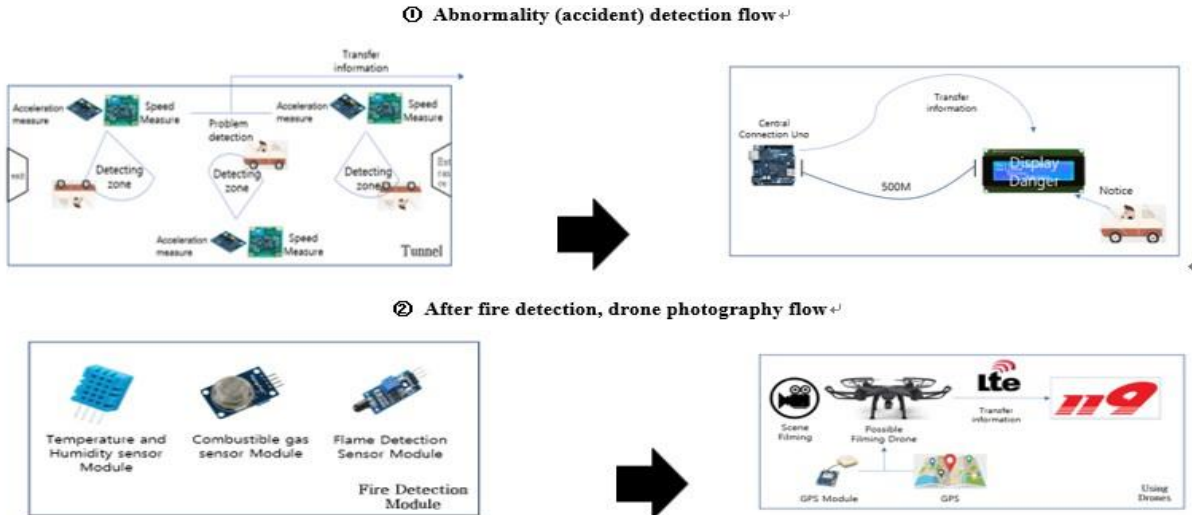 ① Abnormality (accident) detection flow
Transfer
information
Acceleration
measure
Speed
Measure
Problem
detection
Acceleration
measure
Speed
Measure
exit
Detecting
zone
Detecting
zone
Detecting
zone
Acceleration
measure
Speed
Measure
Tunnel
Transfer
information
Central
Connection Uno
500M
Display
Danger
Notice
② After fire detection, drone photography flow
Temperature and
Humidity sensor
Module
Combustible gas
sensor Module
Flame Detection
Sensor Module
Fire Detection
Module
Scene
Filming
Possible
Filming Drone
Lte
Transfer
information
119
GPS Module
GPS
Using
Drones